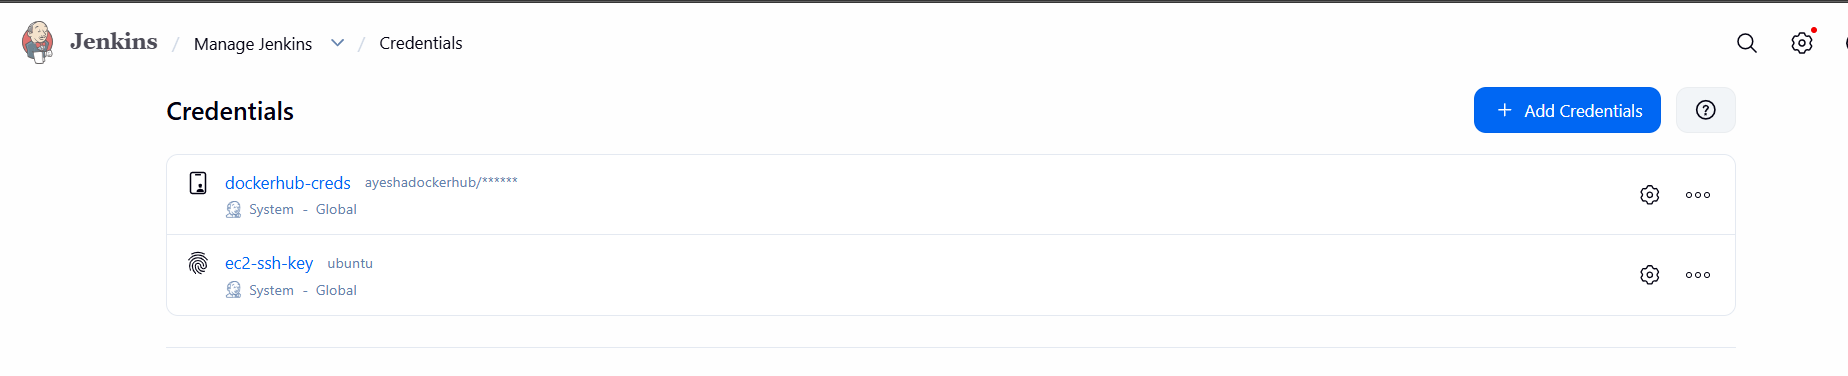 Jenkins / Manage Jenkins / Credentials
Credentials
+ Add Credentials
dockerhub-creds ayeshadockerhub/******
System - Global
ec2-ssh-key ubuntu
System - Global